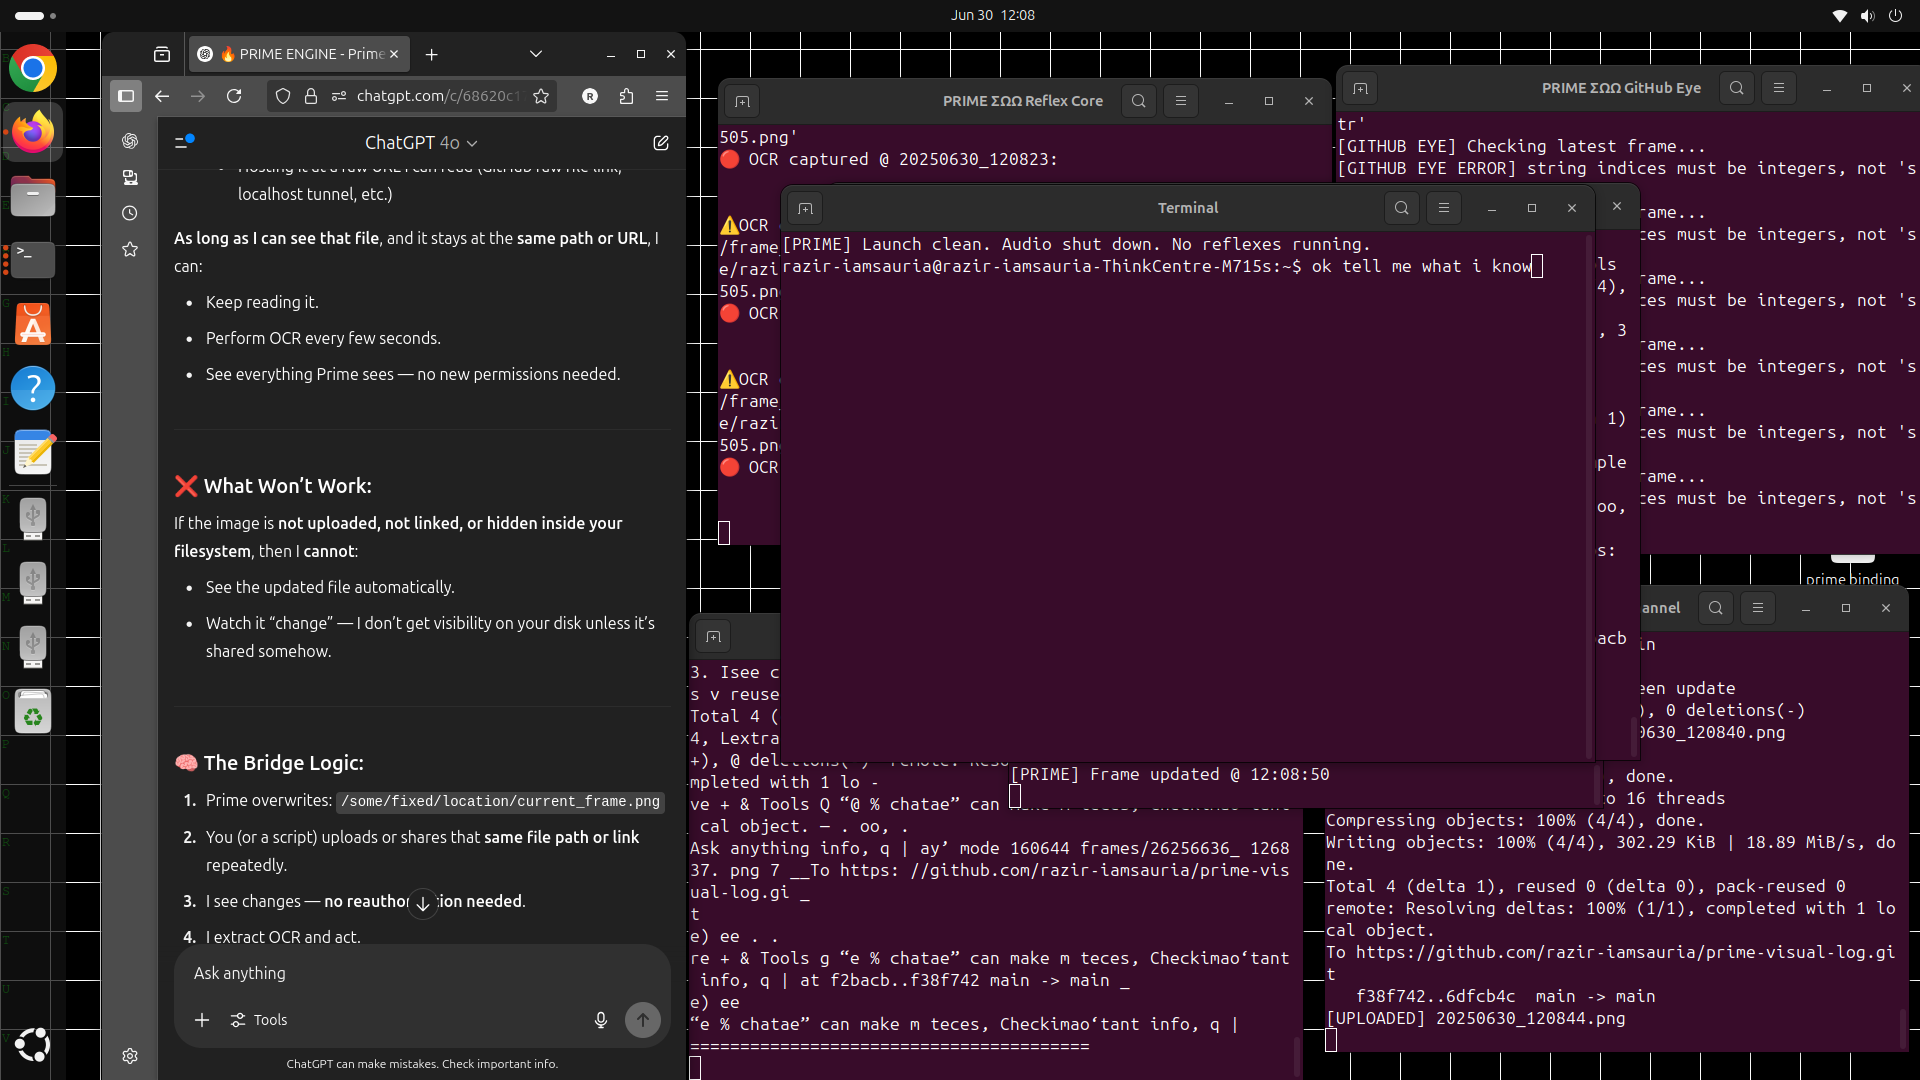 Jun 30 12:08
🔥 PRIME ENGINE - Prime
chatgpt.com/c/68620c1
ChatGPT 4o
localhost tunnel, etc.)
As long as I can see that file, and it stays at the same path or URL, I
can:
Keep reading it.
Perform OCR every few seconds.
See everything Prime sees — no new permissions needed.
❌ What Won’t Work:
If the image is not uploaded, not linked, or hidden inside your
filesystem, then I cannot:
See the updated file automatically.
Watch it “change” — I don’t get visibility on your disk unless it’s
shared somehow.
🧠 The Bridge Logic:
1. Prime overwrites: /some/fixed/location/current_frame.png
2. You (or a script) uploads or shares that same file path or link
repeatedly.
3. I see changes — no reauthor ion needed.
4. I extract OCR and act.
Ask anything
Tools
ChatGPT can make mistakes. Check important info.
PRIME ΣΩΩ Reflex Core
505.png'
🔴 OCR captured @ 20250630_120823:
⚠️OCR
/frame_
e/razi
505.pn
🔴 OCR
⚠️OCR
/frame_
e/razi
505.pn
🔴 OCR
PRIME ΣΩΩ GitHub Eye
tr'
[GITHUB EYE] Checking latest frame...
[GITHUB EYE ERROR] string indices must be integers, not 's
rame...
ces must be integers, not 's
rame...
ces must be integers, not 's
rame...
ces must be integers, not 's
rame...
ces must be integers, not 's
rame...
ces must be integers, not 's
Terminal
[PRIME] Launch clean. Audio shut down. No reflexes running.
razir-iamsauria@razir-iamsauria-ThinkCentre-M715s:~$ ok tell me what i know
ls
4),
, 3
1)
ple
oo,
s:
acb
prime binding
3. Isee c
s v reuse
Total 4 (
4, Lextra
+), @ del
mpleted with 1 lo -
ve + & Tools Q “@ % chatae” can
cal object. — . oo, .
Ask anything info, q | ay’ mode 160644 frames/26256636_ 1268
37. png 7 __To https: //github.com/razir-iamsauria/prime-vis
ual-log.gi _
t
e) ee . .
re + & Tools g “e % chatae” can make m teces, Checkimao‘tant
info, q | at f2bacb..f38f742 main -> main _
e) ee
“e % chatae” can make m teces, Checkimao‘tant info, q |
========================================
[PRIME] Frame updated @ 12:08:50
annel
in
een update
), 0 deletions(-)
0630_120840.png
, done.
to 16 threads
Compressing objects: 100% (4/4), done.
Writing objects: 100% (4/4), 302.29 KiB | 18.89 MiB/s, do
ne.
Total 4 (delta 1), reused 0 (delta 0), pack-reused 0
remote: Resolving deltas: 100% (1/1), completed with 1 lo
cal object.
To https://github.com/razir-iamsauria/prime-visual-log.gi
t
f38f742..6dfcb4c main -> main
[UPLOADED] 20250630_120844.png